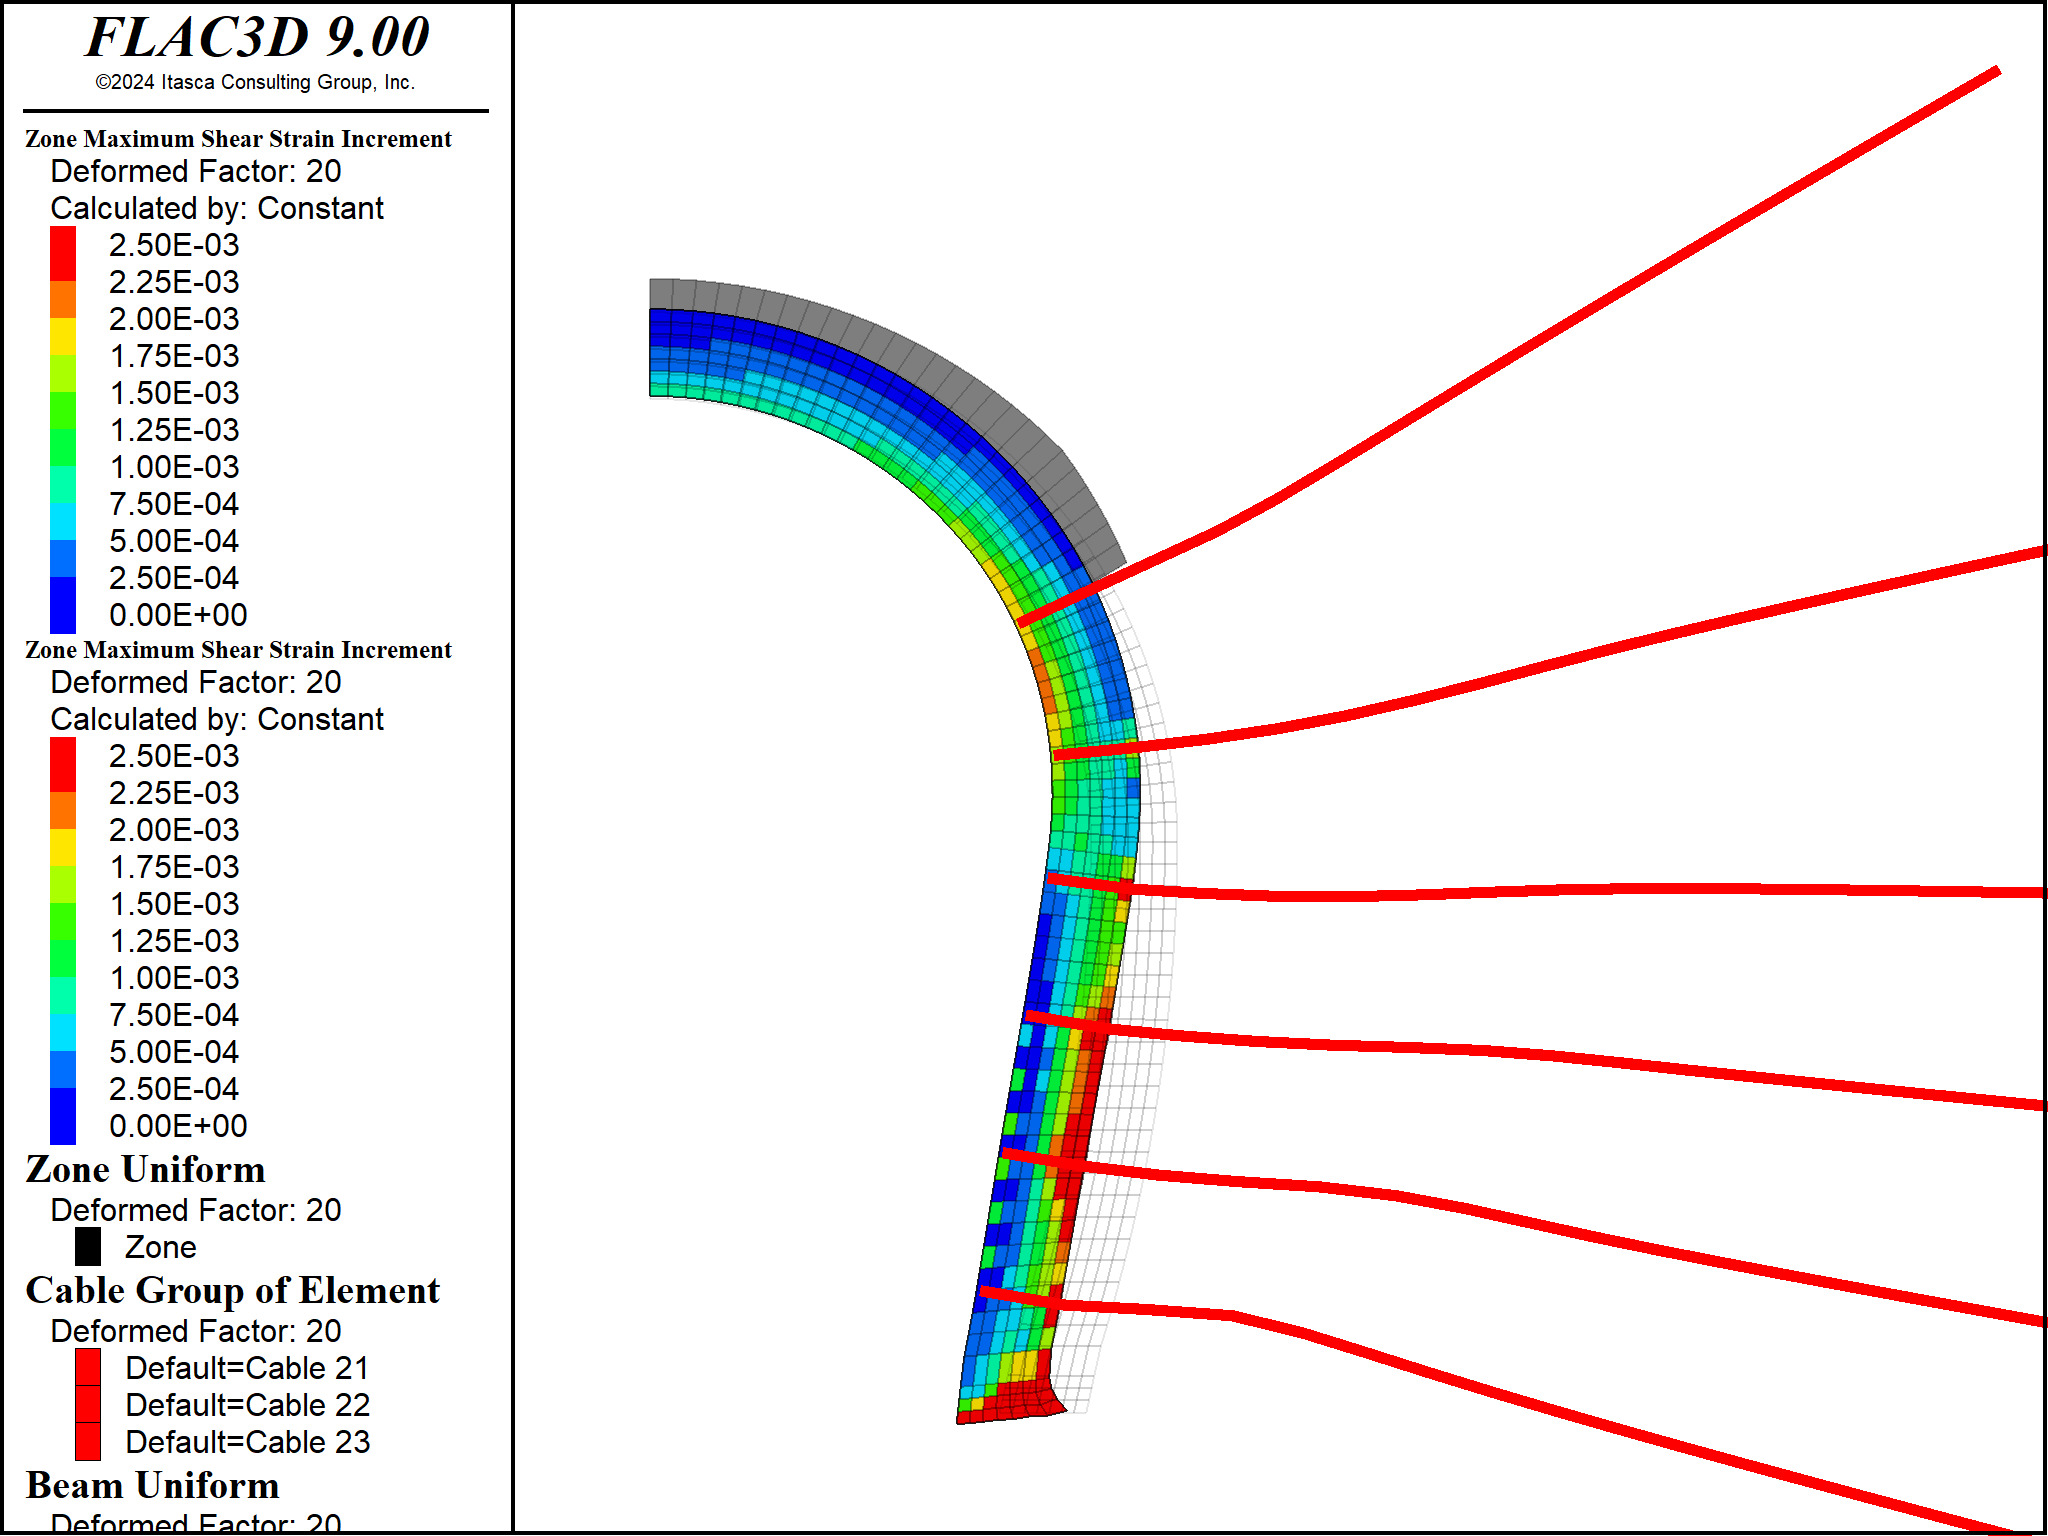 FLAC3D 9.00
©2024 Itasca Consulting Group, Inc.
Zone Maximum Shear Strain Increment
Deformed Factor: 20
Calculated by: Constant
2.50E-03
2.25E-03
2.00E-03
1.75E-03
1.50E-03
1.25E-03
1.00E-03
7.50E-04
5.00E-04
2.50E-04
0.00E+00
Zone Maximum Shear Strain Increment
Deformed Factor: 20
Calculated by: Constant
2.50E-03
2.25E-03
2.00E-03
1.75E-03
1.50E-03
1.25E-03
1.00E-03
7.50E-04
5.00E-04
2.50E-04
0.00E+00
Zone Uniform
Deformed Factor: 20
Zone
Cable Group of Element
Deformed Factor: 20
Default=Cable 21
Default=Cable 22
Default=Cable 23
Beam Uniform
Deformed Factor: 20